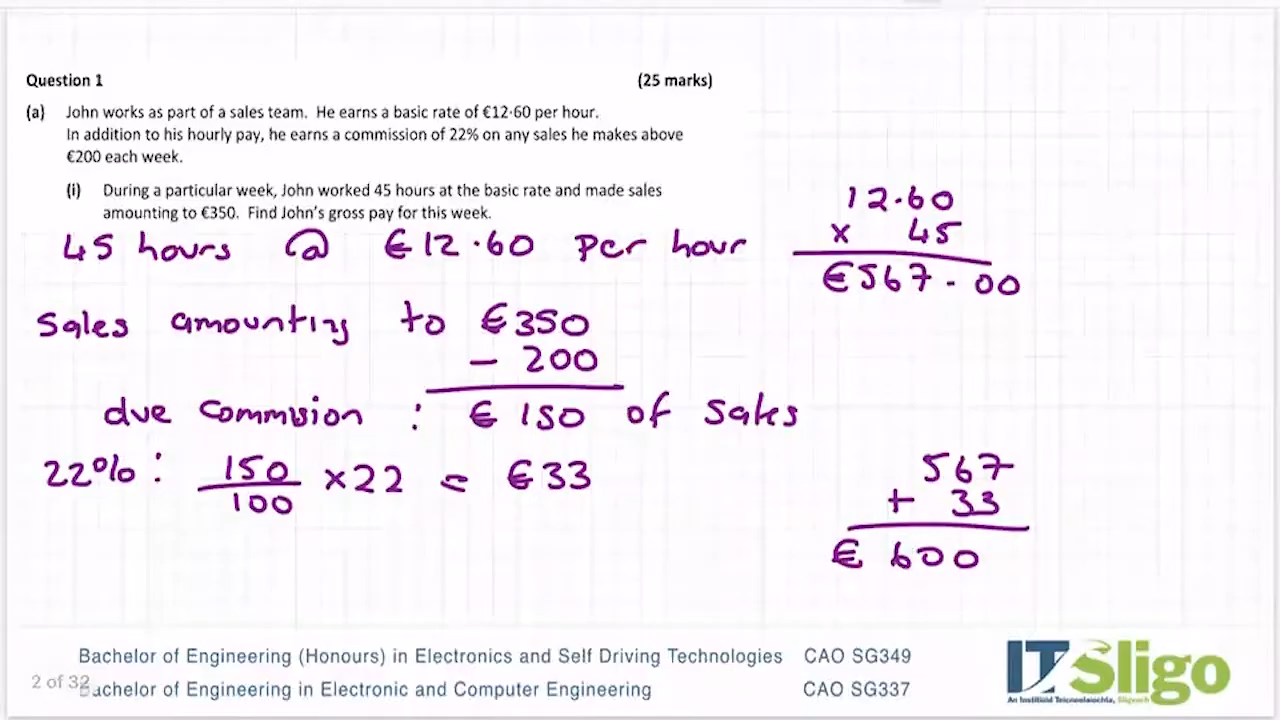 Question 1 (25 marks)
(a) John works as part of a sales team. He earns a basic rate of €12·60 per hour.
In addition to his hourly pay, he earns a commission of 22% on any sales he makes above
€200 each week.
(i) During a particular week, John worked 45 hours at the basic rate and made sales
amounting to €350. Find John's gross pay for this week.
45 hours @ €12.60 per hour
Sales amounting to €350
- 200
due Commision : € 150 of sales
22% : 150/100 ×22 = €33
12.60
× 45
€567.00
567
+ 33
€ 600
Bachelor of Engineering (Honours) in Electronics and Self Driving Technologies CAO SG349
Bachelor of Engineering in Electronic and Computer Engineering CAO SG337
2 of 32
IT Sligo
An Institiúid Teicneolaíochta, Sligeach